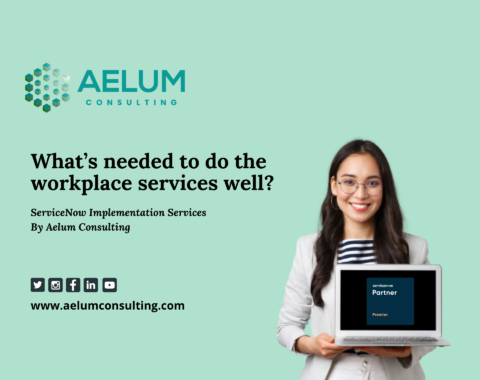 AELUM
CONSULTING
What's needed to do the
workplace services well?
ServiceNow Implementation Services
By Aelum Consulting
www.aelumconsulting.com
servicenow
Partner
Premier